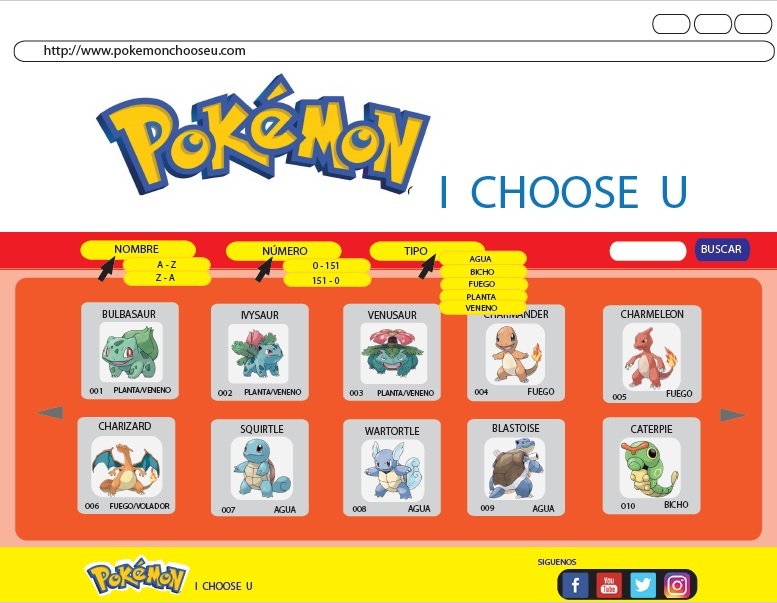 http://www.pokemonchooseu.com
POKéMON
I CHOOSE U
NOMBRE
NÚMERO
TIPO
BUSCAR
A - Z
Z - A
0 - 151
151 - 0
AGUA
BICHO
FUEGO
PLANTA
VENENO
BULBASAUR
IVYSAUR
VENUSAUR
CHARMANDER
CHARMELEON
001 PLANTA/VENENO
002 PLANTA/VENENO
003 PLANTA/VENENO
004 FUEGO
005 FUEGO
CHARIZARD
SQUIRTLE
WARTORTLE
BLASTOISE
CATERPIE
006 FUEGO/VOLADOR
007 AGUA
008 AGUA
009 AGUA
010 BICHO
POKéMON I CHOOSE U
SIGUENOS
f
You
Tube